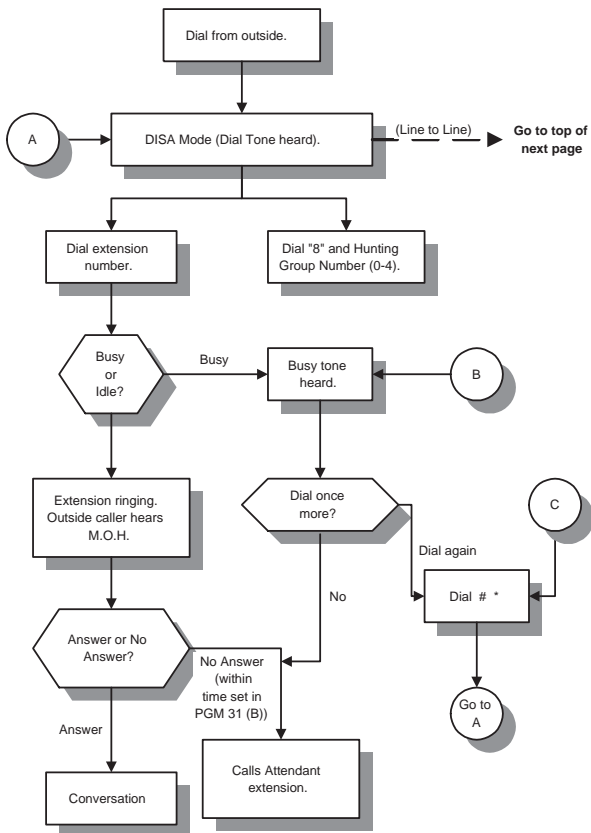 Dial from outside.
A
DISA Mode (Dial Tone heard).
(Line to Line)
Go to top of
next page
Dial extension
number.
Dial "8" and Hunting
Group Number (0-4).
Busy
or
Idle?
Busy
Busy tone
heard.
B
Extension ringing.
Outside caller hears
M.O.H.
Dial once
more?
C
Dial again
Dial # *
No
Answer or No
Answer?
No Answer
(within
time set in
PGM 31 (B))
Go to
A
Answer
Calls Attendant
extension.
Conversation